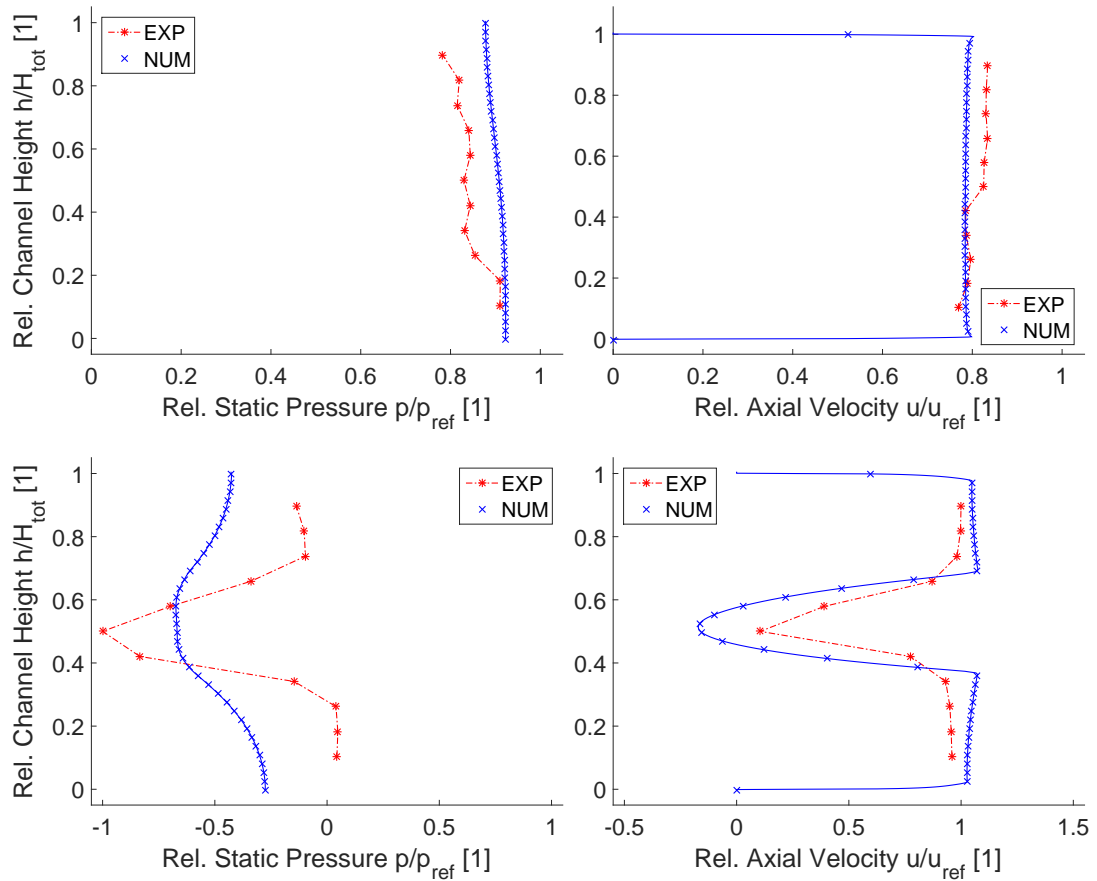 Rel. Channel Height h/H_tot [1]
1
0.8
0.6
0.4
0.2
0
EXP
NUM
0 0.2 0.4 0.6 0.8 1
Rel. Static Pressure p/p_ref [1]
1
0.8
0.6
0.4
0.2
0
EXP
NUM
0 0.2 0.4 0.6 0.8 1
Rel. Axial Velocity u/u_ref [1]
Rel. Channel Height h/H_tot [1]
1
0.8
0.6
0.4
0.2
0
EXP
NUM
-1 -0.5 0 0.5 1
Rel. Static Pressure p/p_ref [1]
1
0.8
0.6
0.4
0.2
0
EXP
NUM
-0.5 0 0.5 1 1.5
Rel. Axial Velocity u/u_ref [1]